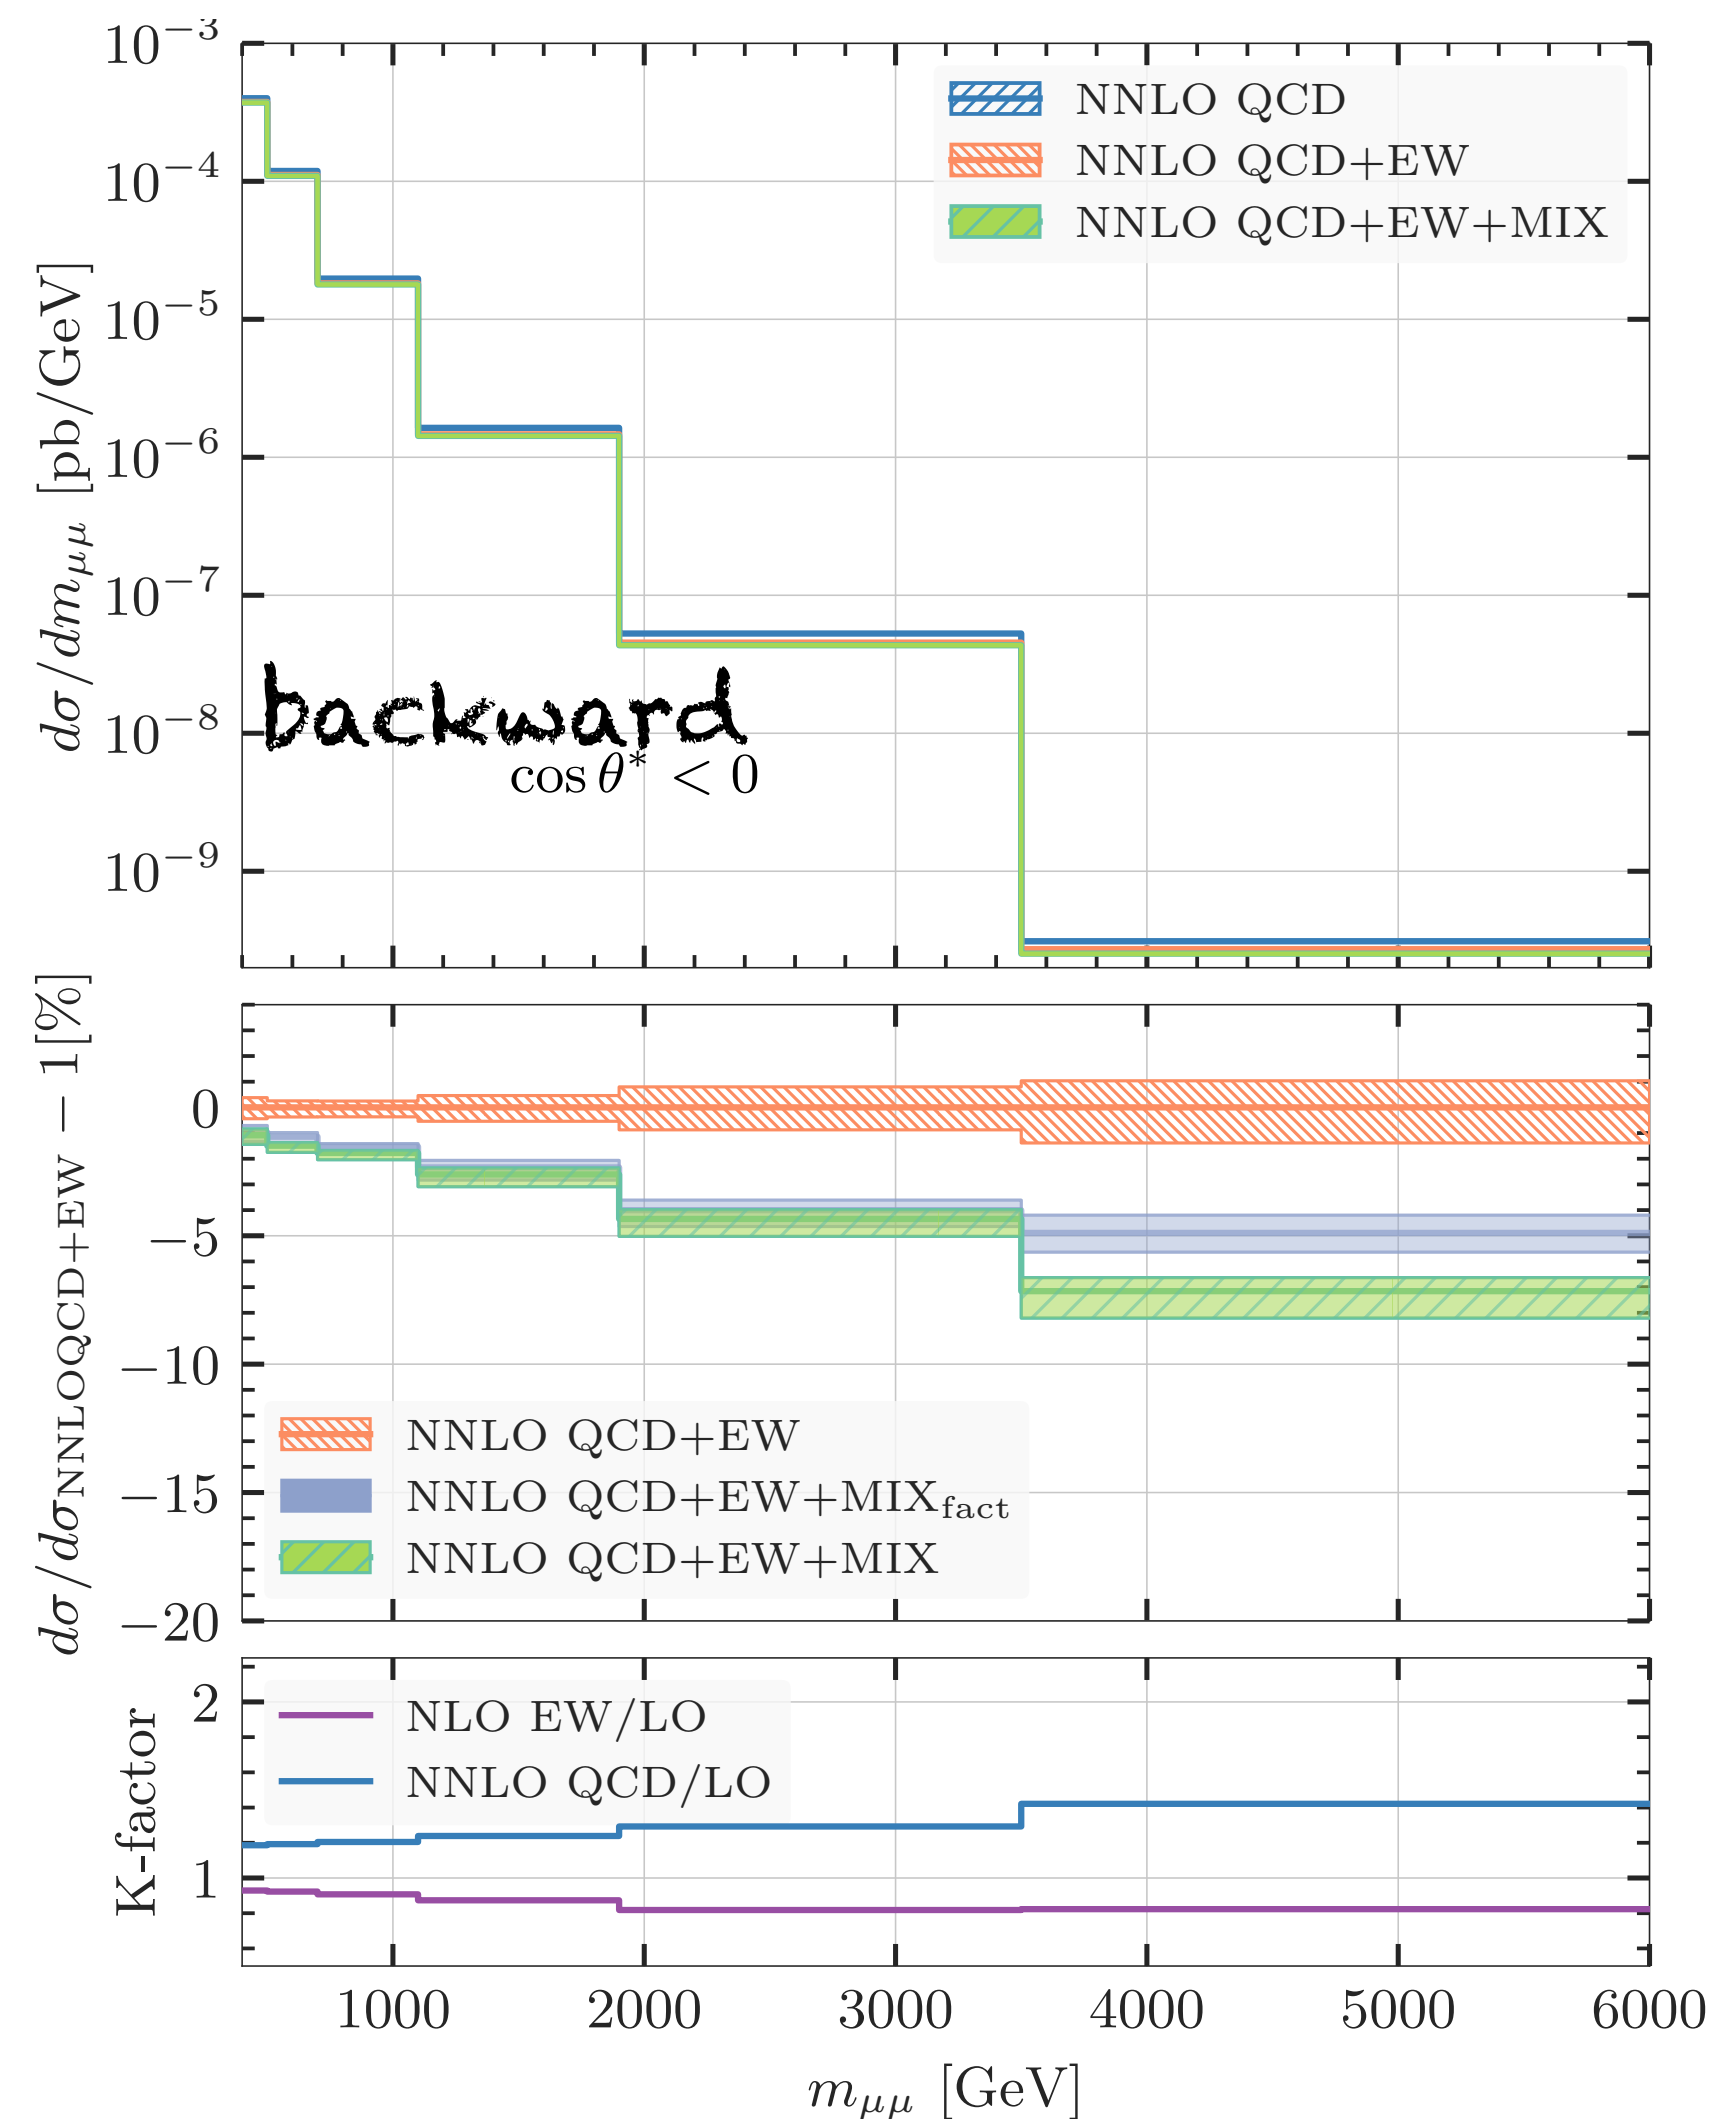 10⁻³
10⁻⁴
10⁻⁵
10⁻⁶
10⁻⁷
10⁻⁸
10⁻⁹
dσ/dm_μμ [pb/GeV]
NNLO QCD
NNLO QCD+EW
NNLO QCD+EW+MIX
backward
cos θ* < 0
dσ/dσ_NNLOQCD+EW − 1[%]
0
−5
−10
−15
−20
NNLO QCD+EW
NNLO QCD+EW+MIX_fact
NNLO QCD+EW+MIX
K-factor
2
1
NLO EW/LO
NNLO QCD/LO
1000 2000 3000 4000 5000 6000
m_μμ [GeV]